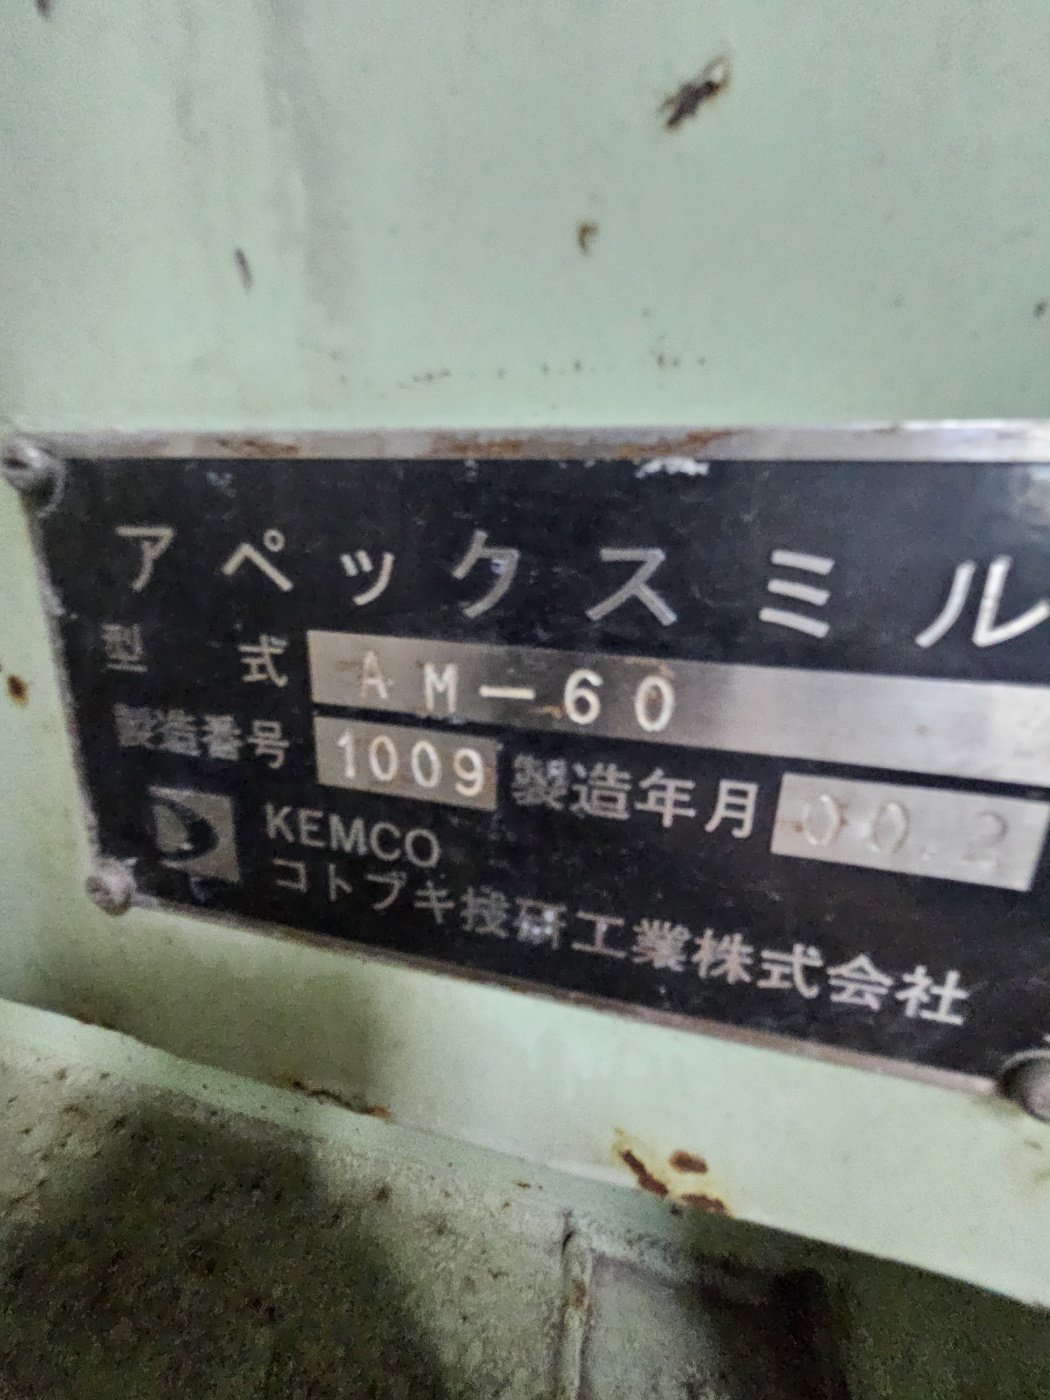 アペックスミル
型式 AM-60
製造番号 1009 製造年月 00.2
KEMCO
コトブキ技研工業株式会社